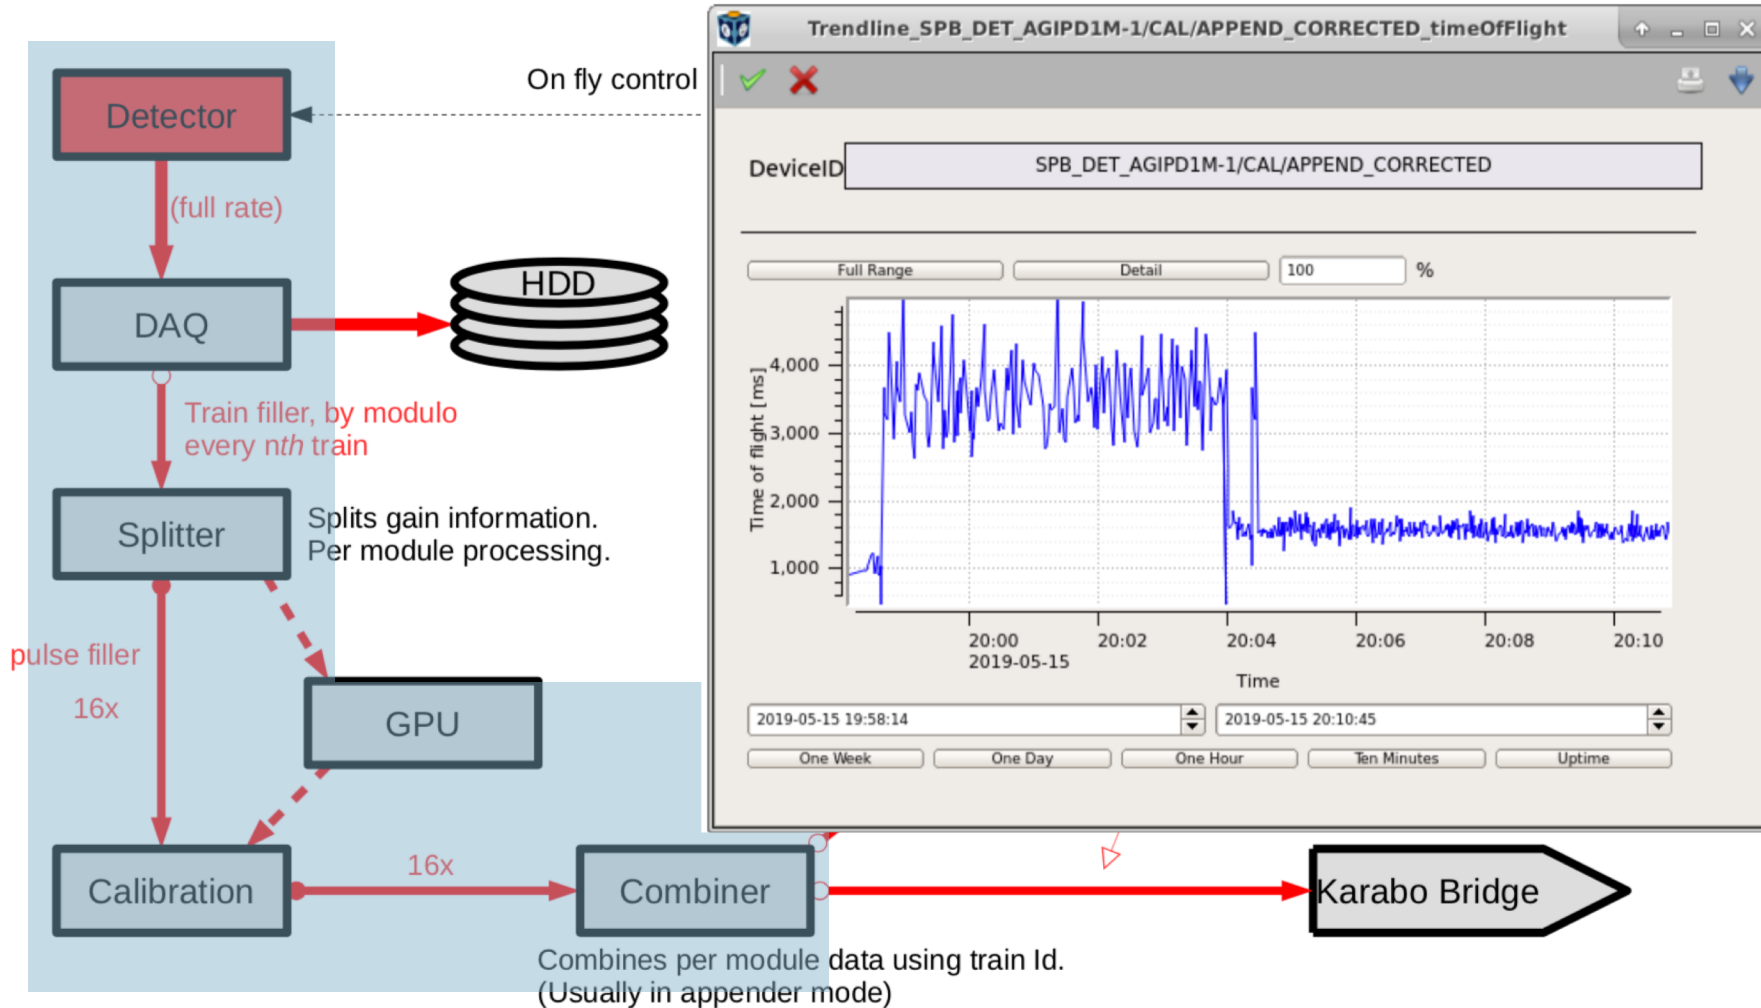 Trendline_SPB_DET_AGIPD1M-1/CAL/APPEND_CORRECTED_timeOfFlight
On fly control
Detector
DeviceID
SPB_DET_AGIPD1M-1/CAL/APPEND_CORRECTED
(full rate)
Full Range
Detail
100
%
HDD
DAQ
Train filler, by modulo
every nth train
Splitter
Splits gain information.
Per module processing.
pulse filler
16x
GPU
Calibration
16x
Combiner
Combines per module data using train Id.
(Usually in appender mode)
Karabo Bridge
Time of flight [ms]
4,000
3,000
2,000
1,000
20:00
2019-05-15
20:02
20:04
20:06
20:08
20:10
Time
2019-05-15 19:58:14
2019-05-15 20:10:45
One Week
One Day
One Hour
Ten Minutes
Uptime